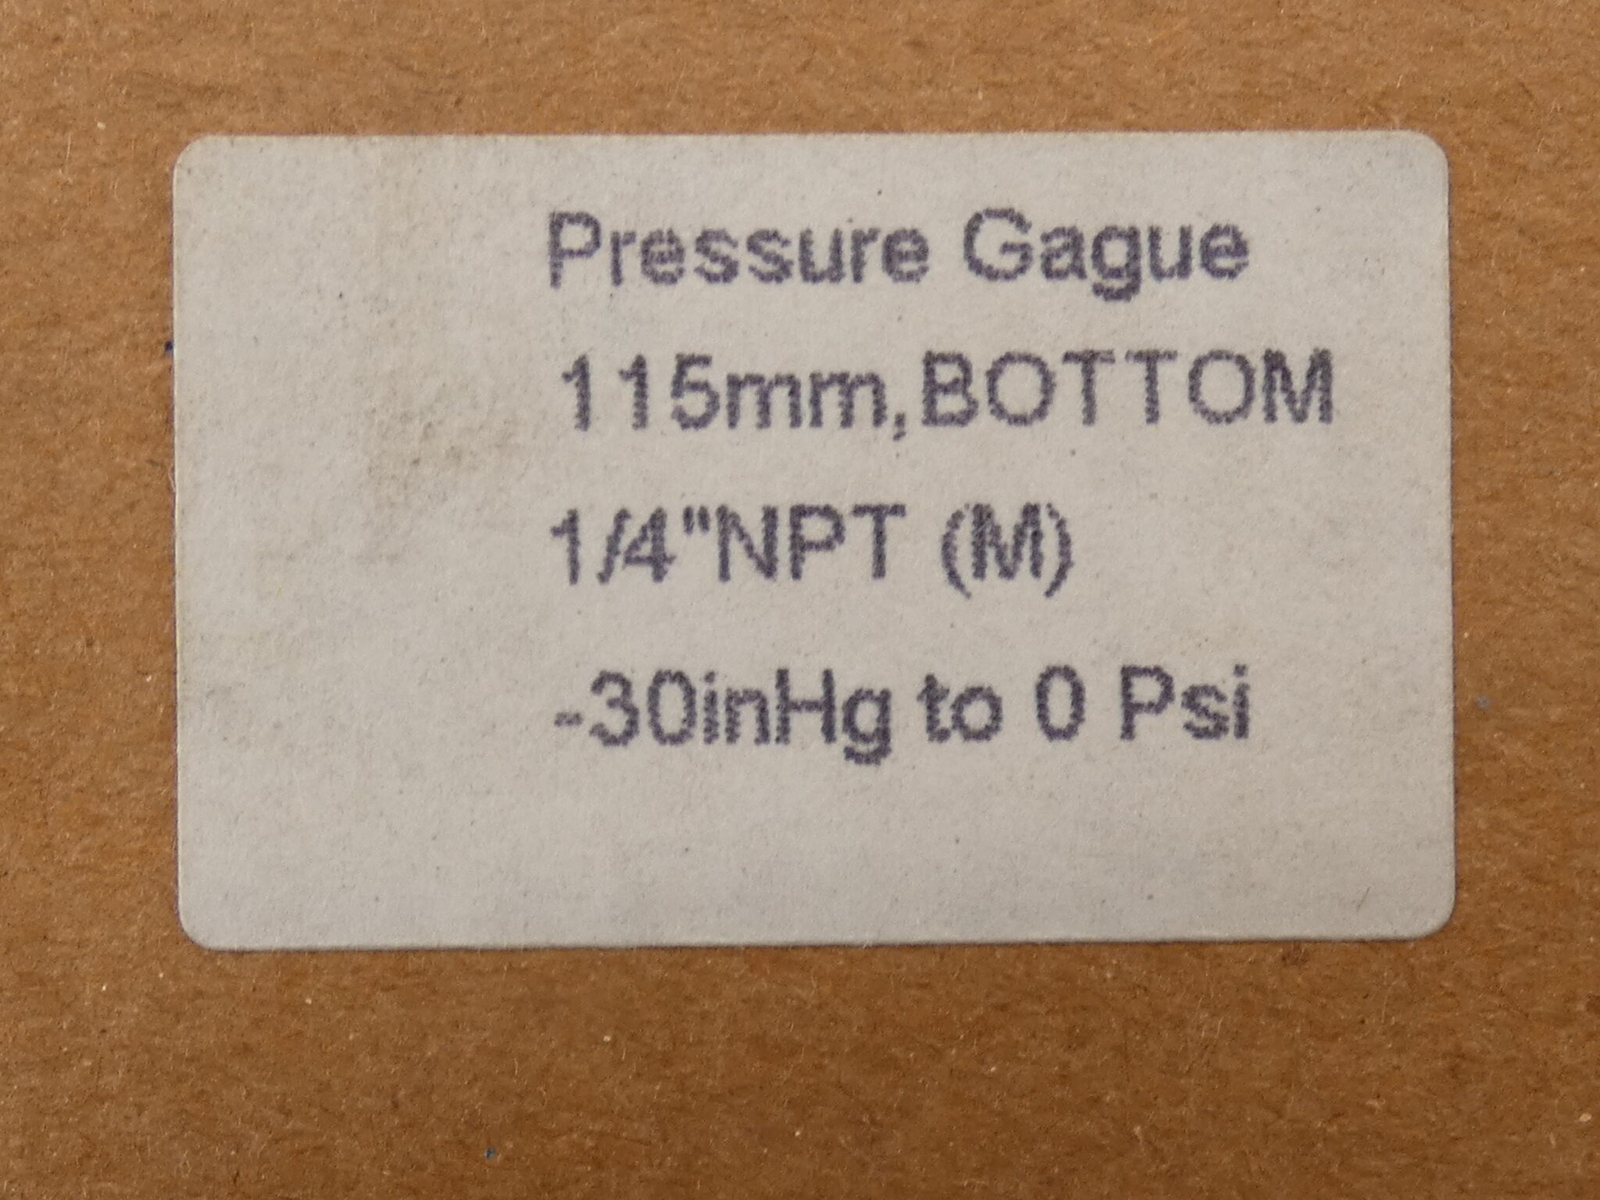 Pressure Gague
115mm,BOTTOM
1/4"NPT (M)
-30inHg to 0 Psi